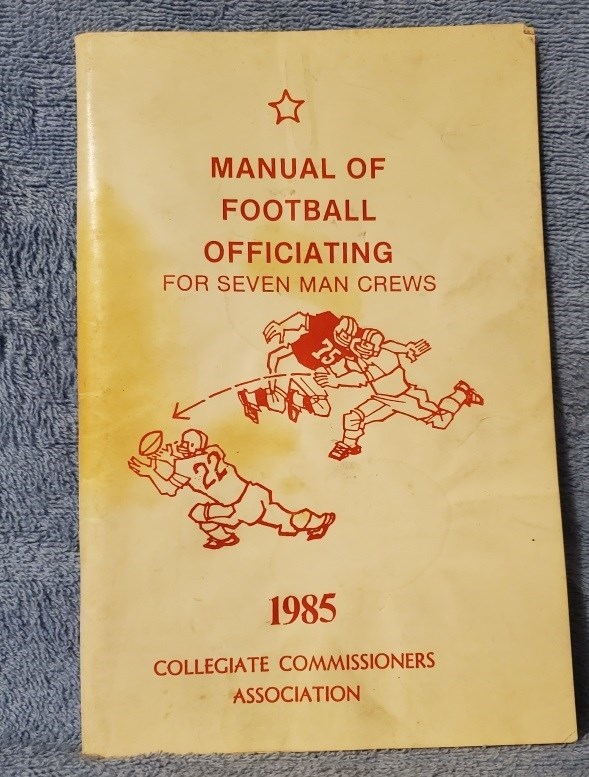 MANUAL OF
FOOTBALL
OFFICIATING
FOR SEVEN MAN CREWS
75
22
1985
COLLEGIATE COMMISSIONERS
ASSOCIATION